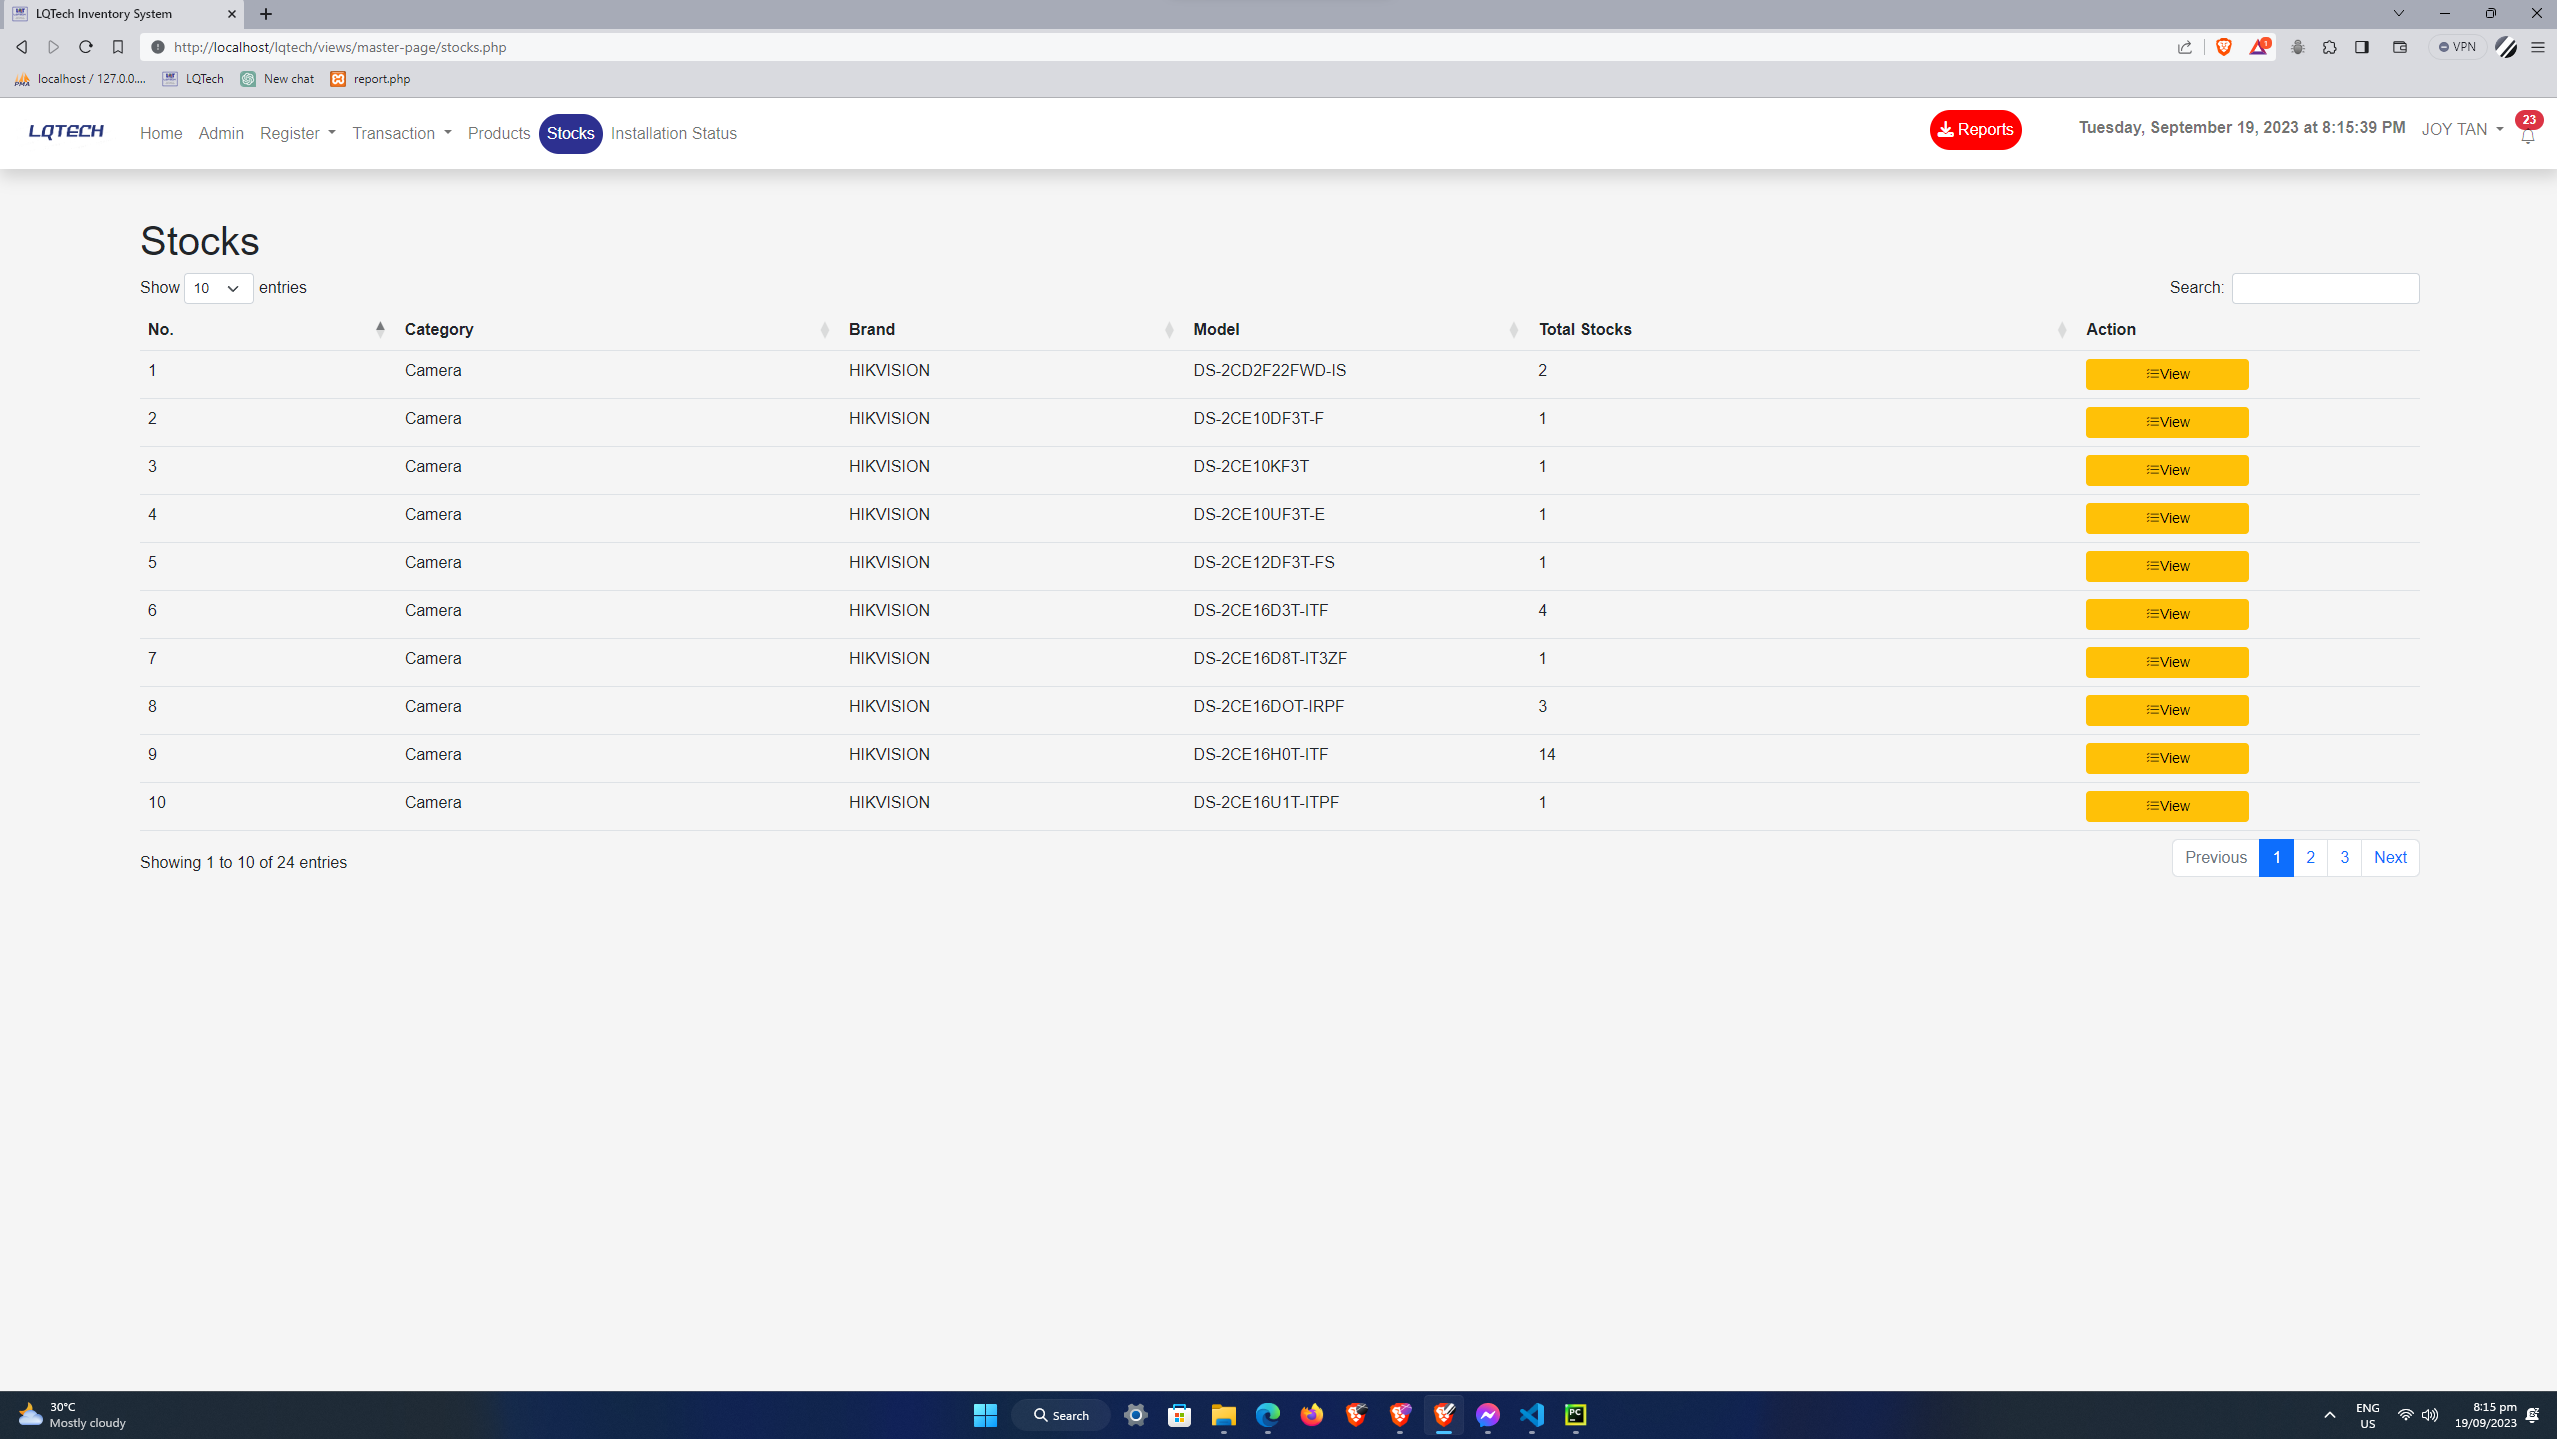 LQTech Inventory System
http://localhost/lqtech/views/master-page/stocks.php
1
VPN
localhost / 127.0.0.... LQTech New chat report.php
LQTECH Home Admin Register Transaction Products Stocks Installation Status Reports Tuesday, September 19, 2023 at 8:15:39 PM JOY TAN 23
Stocks
Show 10 entries Search:
No. Category Brand Model Total Stocks Action
1 Camera HIKVISION DS-2CD2F22FWD-IS 2 View
2 Camera HIKVISION DS-2CE10DF3T-F 1 View
3 Camera HIKVISION DS-2CE10KF3T 1 View
4 Camera HIKVISION DS-2CE10UF3T-E 1 View
5 Camera HIKVISION DS-2CE12DF3T-FS 1 View
6 Camera HIKVISION DS-2CE16D3T-ITF 4 View
7 Camera HIKVISION DS-2CE16D8T-IT3ZF 1 View
8 Camera HIKVISION DS-2CE16DOT-IRPF 3 View
9 Camera HIKVISION DS-2CE16H0T-ITF 14 View
10 Camera HIKVISION DS-2CE16U1T-ITPF 1 View
Showing 1 to 10 of 24 entries Previous 1 2 3 Next
30°C
Mostly cloudy
Search
PC
ENG
US
8:15 pm
19/09/2023